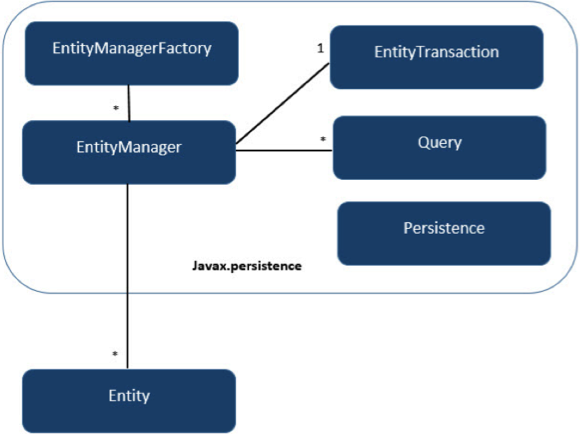 EntityManagerFactory
1
EntityTransaction
*
EntityManager
*
Query
Persistence
Javax.persistence
*
Entity